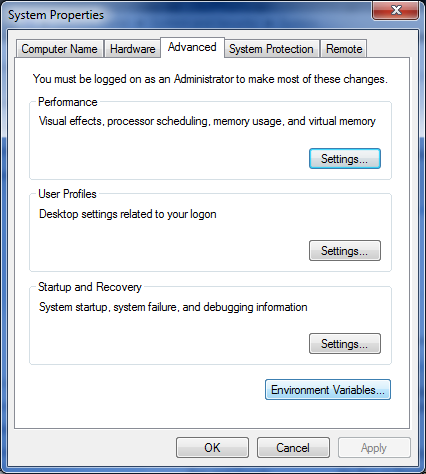 System Properties
Computer Name Hardware Advanced System Protection Remote
You must be logged on as an Administrator to make most of these changes.
Performance
Visual effects, processor scheduling, memory usage, and virtual memory
Settings...
User Profiles
Desktop settings related to your logon
Settings...
Startup and Recovery
System startup, system failure, and debugging information
Settings...
Environment Variables...
OK Cancel Apply